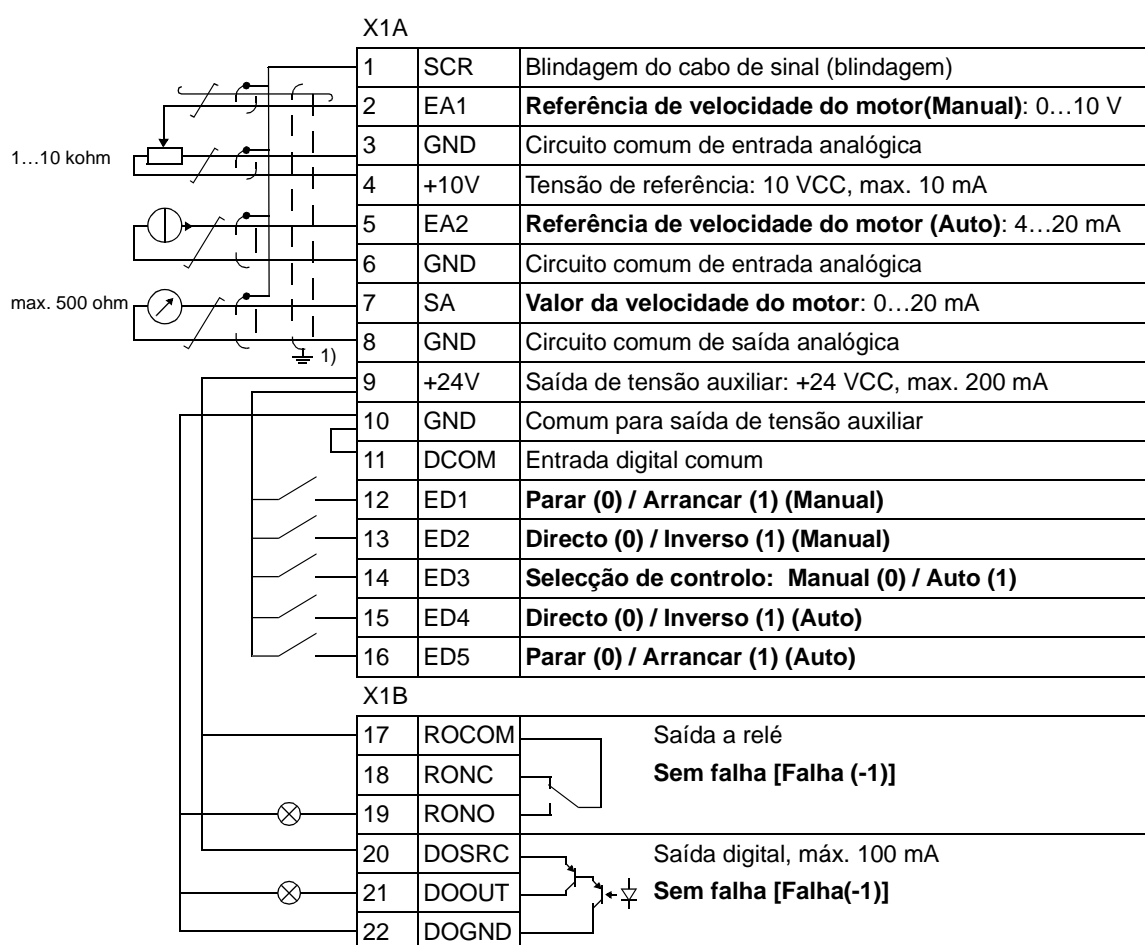 X1A
1 SCR Blindagem do cabo de sinal (blindagem)
2 EA1 Referência de velocidade do motor(Manual): 0…10 V
1…10 kohm
3 GND Circuito comum de entrada analógica
4 +10V Tensão de referência: 10 VCC, max. 10 mA
5 EA2 Referência de velocidade do motor (Auto): 4…20 mA
6 GND Circuito comum de entrada analógica
max. 500 ohm
7 SA Valor da velocidade do motor: 0…20 mA
8 GND Circuito comum de saída analógica
1)
9 +24V Saída de tensão auxiliar: +24 VCC, max. 200 mA
10 GND Comum para saída de tensão auxiliar
11 DCOM Entrada digital comum
12 ED1 Parar (0) / Arrancar (1) (Manual)
13 ED2 Directo (0) / Inverso (1) (Manual)
14 ED3 Selecção de controlo: Manual (0) / Auto (1)
15 ED4 Directo (0) / Inverso (1) (Auto)
16 ED5 Parar (0) / Arrancar (1) (Auto)
X1B
17 ROCOM Saída a relé
18 RONC Sem falha [Falha (-1)]
19 RONO
20 DOSRC Saída digital, máx. 100 mA
21 DOOUT Sem falha [Falha(-1)]
22 DOGND